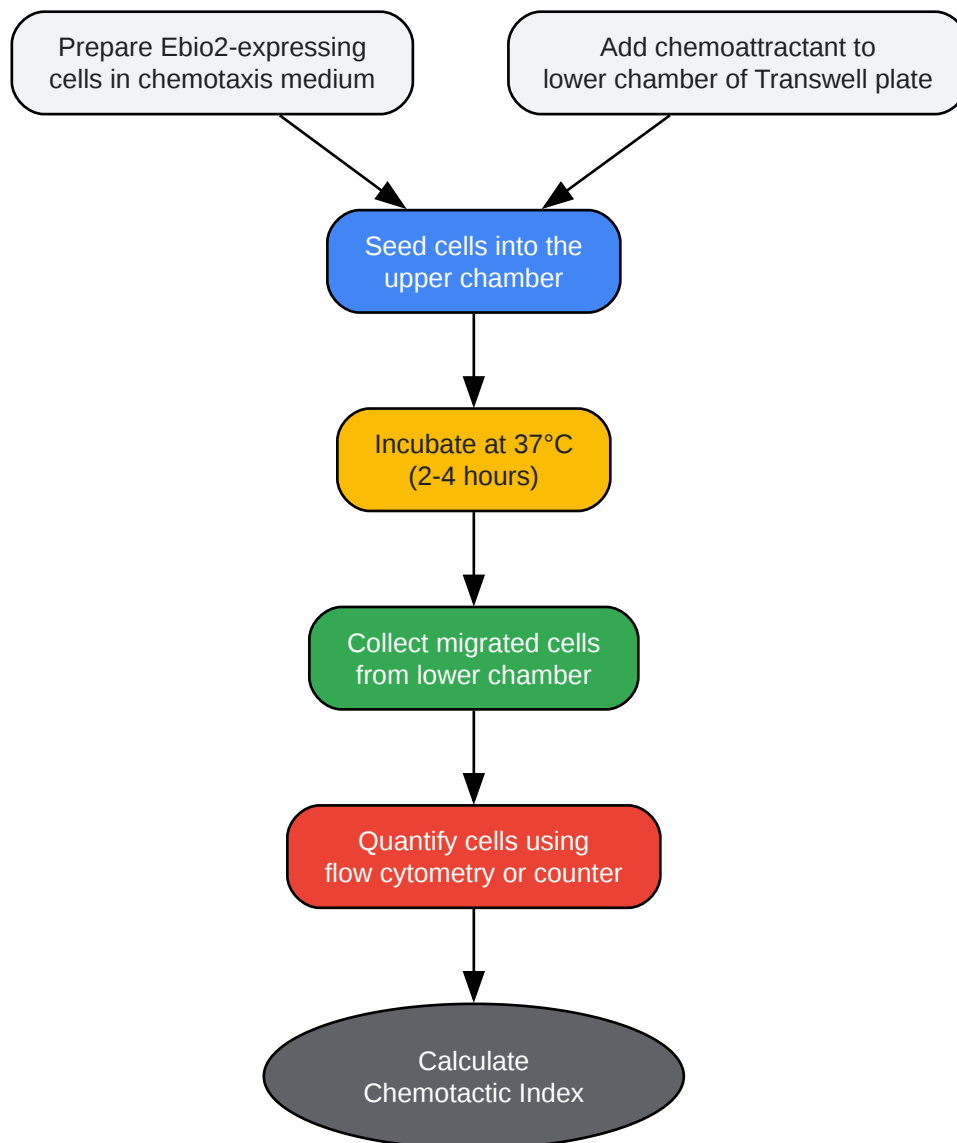 Prepare Ebio2-expressing
cells in chemotaxis medium
Add chemoattractant to
lower chamber of Transwell plate
Seed cells into the
upper chamber
Incubate at 37°C
(2-4 hours)
Collect migrated cells
from lower chamber
Quantify cells using
flow cytometry or counter
Calculate
Chemotactic Index